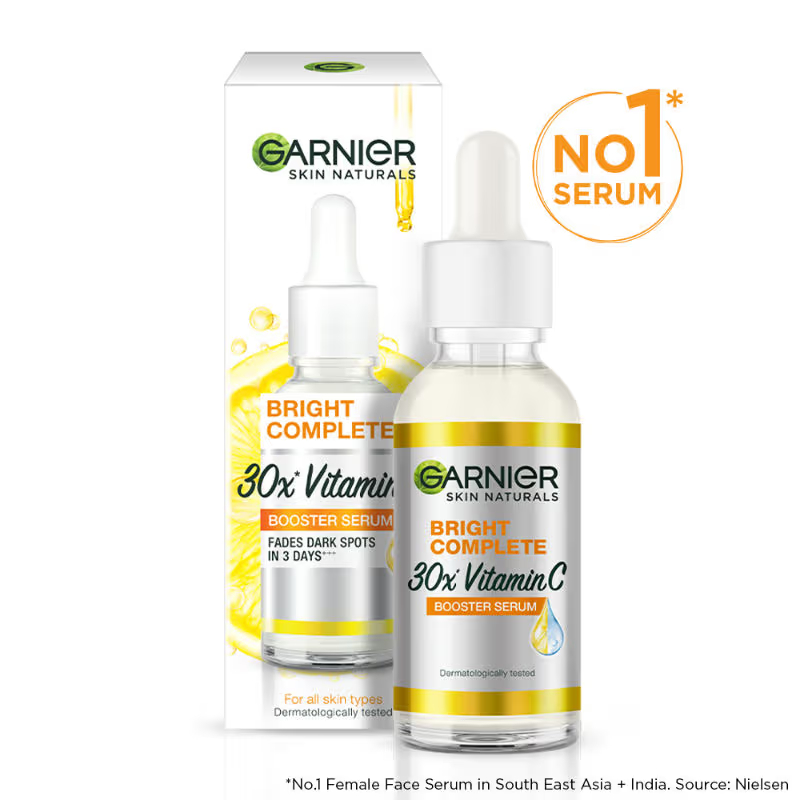 GARNIER
SKIN NATURALS
BRIGHT
COMPLETE
30x* Vitamin
BOOSTER SERUM
FADES DARK SPOTS
IN 3 DAYS+++
For all skin types
Dermatologically tested
NO1*
SERUM
GARNIER
SKIN NATURALS
BRIGHT
COMPLETE
30x* Vitamin C
BOOSTER SERUM
Dermatologically tested
*No.1 Female Face Serum in South East Asia + India. Source: Nielsen